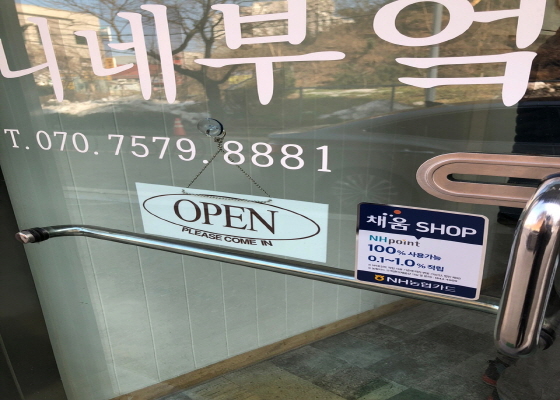 니네부엌
T.070.7579.8881
OPEN
PLEASE COME IN
채움 SHOP
NHpoint
100% 사용가능
0.1~1.0% 적립
NH농협카드